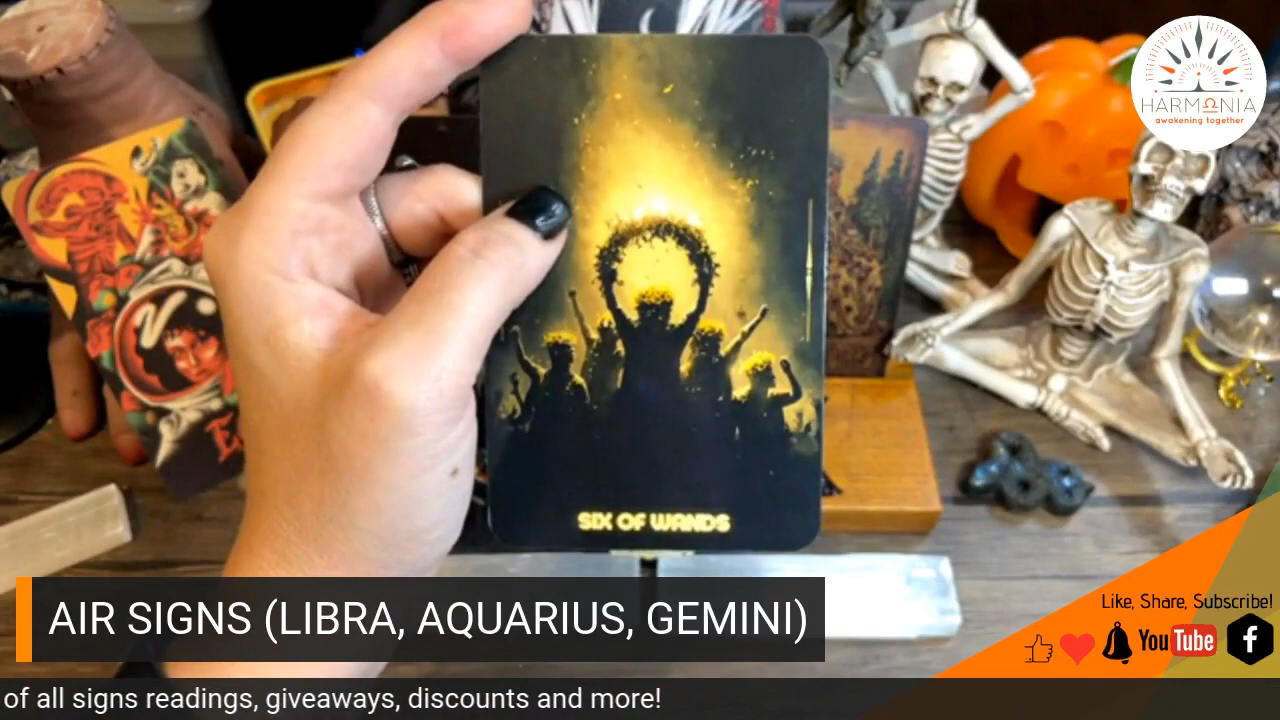 HARMONIA
awakening together
SIX OF WANDS
AIR SIGNS (LIBRA, AQUARIUS, GEMINI)
Like, Share, Subscribe!
YouTube
of all signs readings, giveaways, discounts and more!